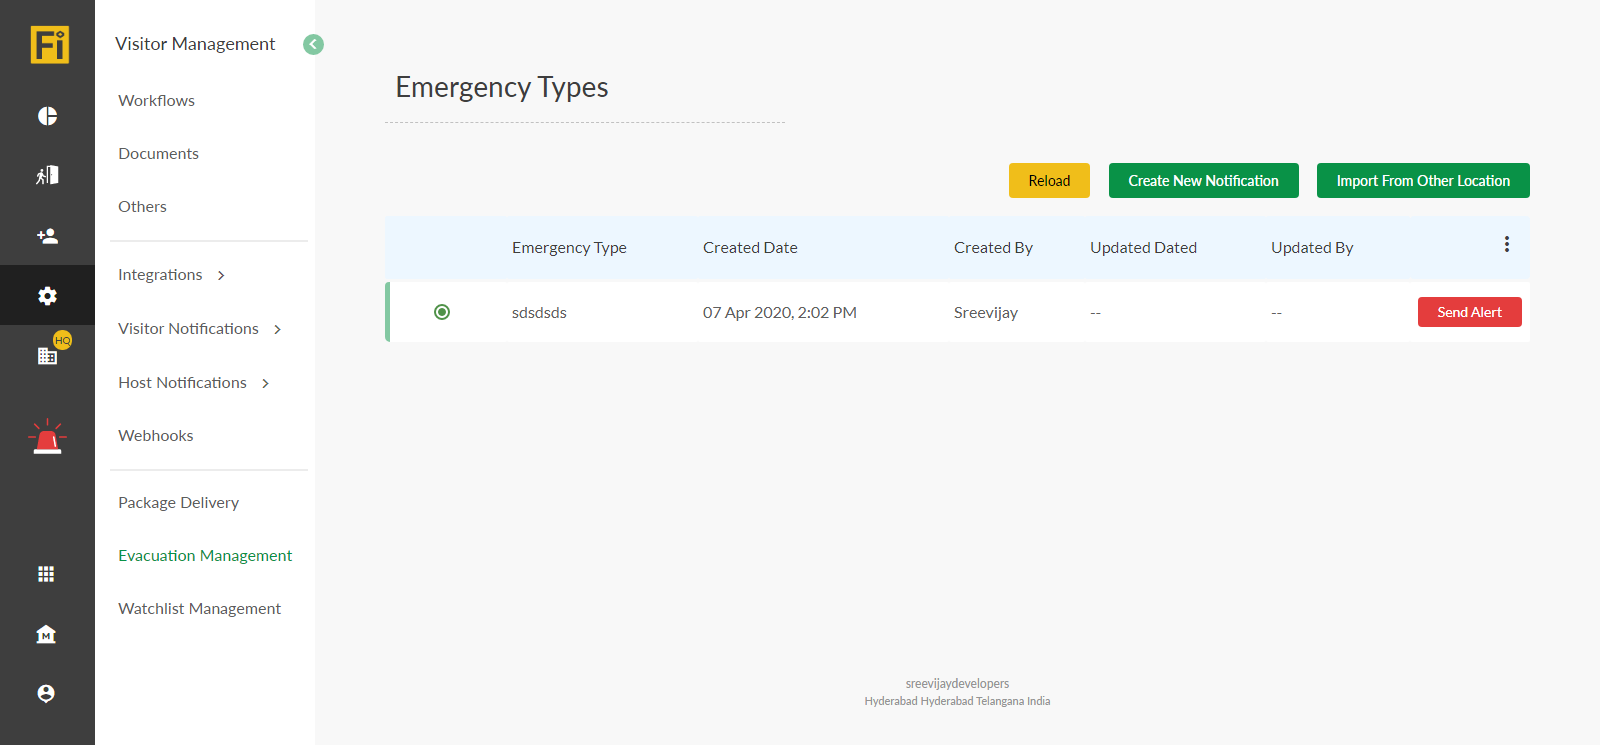 Fi
Visitor Management
Workflows
Documents
Others
Integrations
Visitor Notifications
Host Notifications
Webhooks
Package Delivery
Evacuation Management
Watchlist Management
HQ
M
Emergency Types
Reload
Create New Notification
Import From Other Location
Emergency Type Created Date Created By Updated Dated Updated By
sdsdsds 07 Apr 2020, 2:02 PM Sreevijay -- -- Send Alert
sreevijaydevelopers
Hyderabad Hyderabad Telangana India